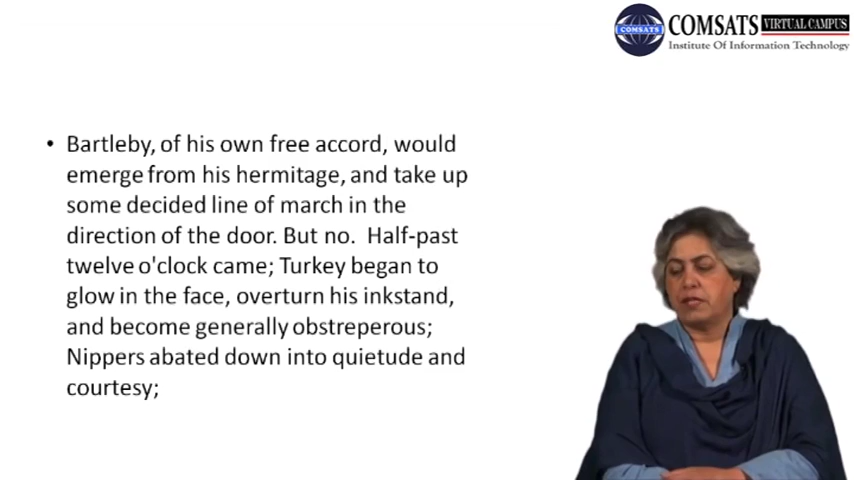 COMSATS
COMSATS VIRTUAL CAMPUS
Institute Of Information Technology
• Bartleby, of his own free accord, would
emerge from his hermitage, and take up
some decided line of march in the
direction of the door. But no. Half-past
twelve o'clock came; Turkey began to
glow in the face, overturn his inkstand,
and become generally obstreperous;
Nippers abated down into quietude and
courtesy;